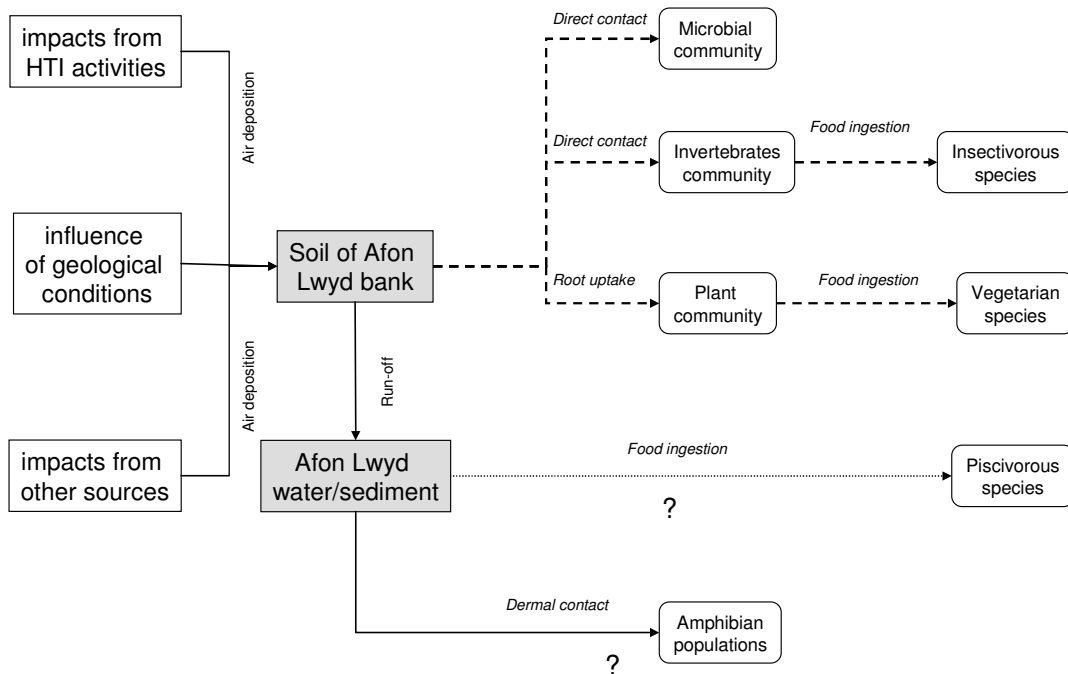 impacts from
HTI activities
Air deposition
influence
of geological
conditions
Air deposition
impacts from
other sources
Soil of Afon
Lwyd bank
Run-off
Afon Lwyd
water/sediment
Direct contact
Microbial
community
Direct contact
Invertebrates
community
Food ingestion
Insectivorous
species
Root uptake
Plant
community
Food ingestion
Vegetarian
species
Food ingestion
?
Piscivorous
species
Dermal contact
?
Amphibian
populations